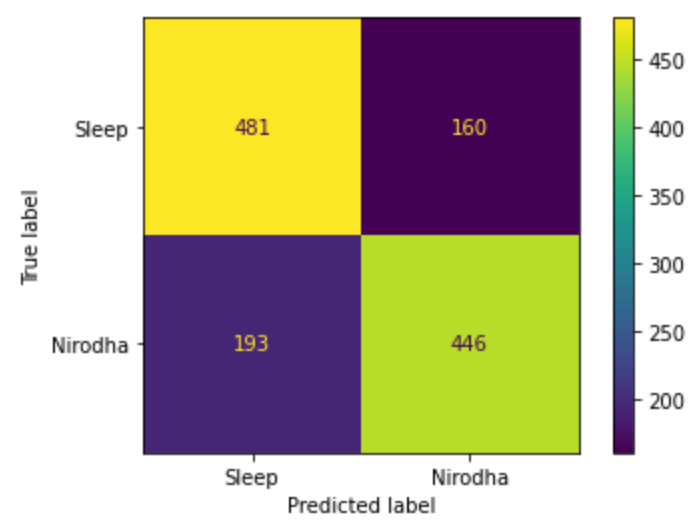 Sleep
481
160
Nirodha
193
446
Sleep
Nirodha
Predicted label
True label
450
400
350
300
250
200